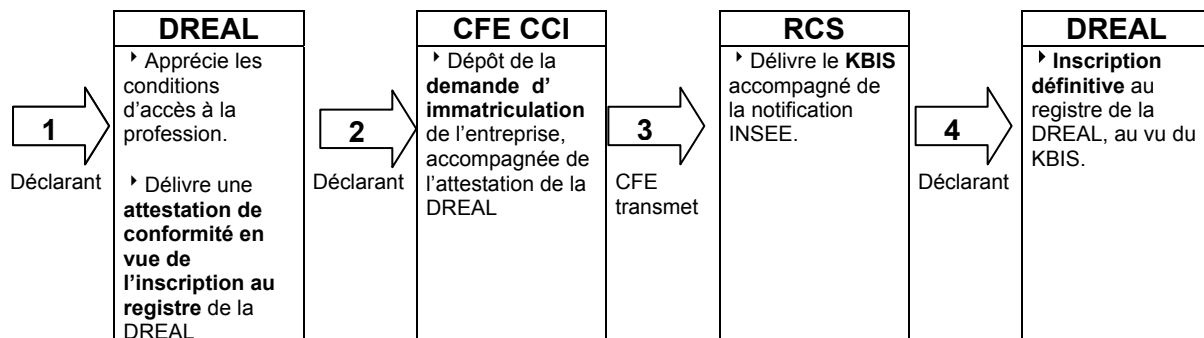 1
Déclarant
DREAL
‣ Apprécie les
conditions
d'accès à la
profession.
‣ Délivre une
attestation de
conformité en
vue de
l'inscription au
registre de la
DREAL
2
Déclarant
CFE CCI
‣ Dépôt de la
demande d'
immatriculation
de l'entreprise,
accompagnée de
l'attestation de la
DREAL
3
CFE
transmet
RCS
‣ Délivre le KBIS
accompagné de
la notification
INSEE.
4
Déclarant
DREAL
‣ Inscription
définitive au
registre de la
DREAL, au vu du
KBIS.